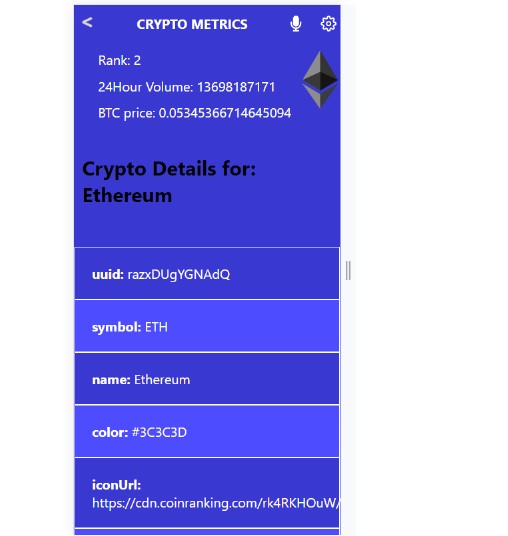 < CRYPTO METRICS
Rank: 2
24Hour Volume: 13698187171
BTC price: 0.05345366714645094
Crypto Details for:
Ethereum
uuid: razxDUgYGNAdQ
symbol: ETH
name: Ethereum
color: #3C3C3D
iconUrl:
https://cdn.coinranking.com/rk4RKHOuW/